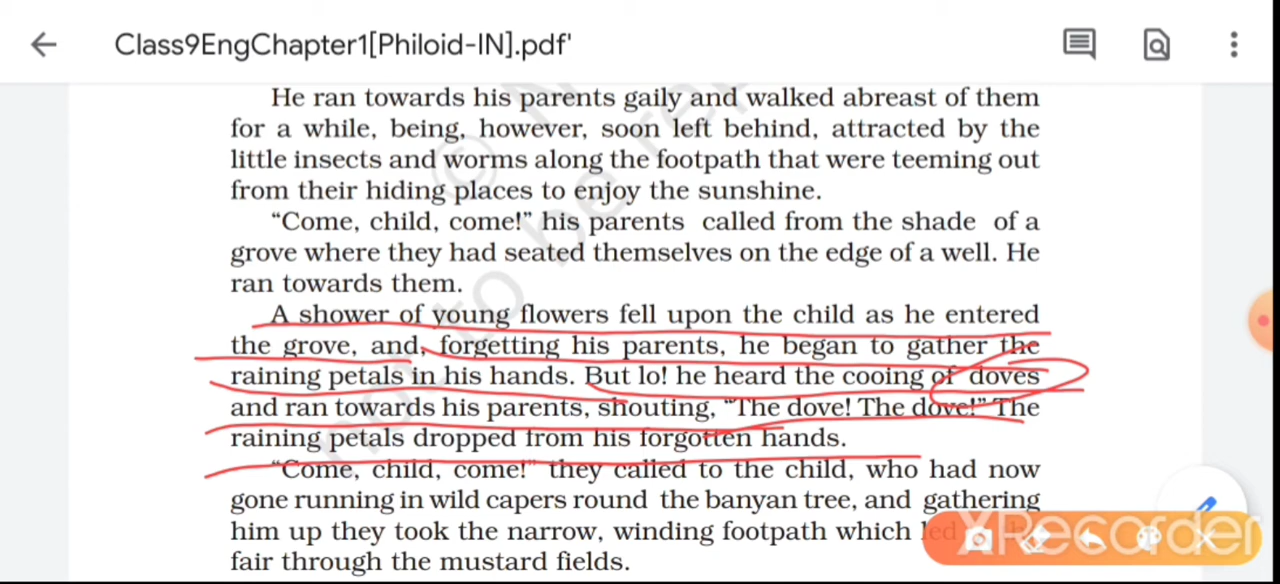 Class9EngChapter1[Philoid-IN].pdf'
He ran towards his parents gaily and walked abreast of them
for a while, being, however, soon left behind, attracted by the
little insects and worms along the footpath that were teeming out
from their hiding places to enjoy the sunshine.
“Come, child, come!” his parents called from the shade of a
grove where they had seated themselves on the edge of a well. He
ran towards them.
A shower of young flowers fell upon the child as he entered
the grove, and, forgetting his parents, he began to gather the
raining petals in his hands. But lo! he heard the cooing of doves
and ran towards his parents, shouting, “The dove! The dove!” The
raining petals dropped from his forgotten hands.
“Come, child, come!” they called to the child, who had now
gone running in wild capers round the banyan tree, and gathering
him up they took the narrow, winding footpath which led
fair through the mustard fields.
XRecorder
not to be